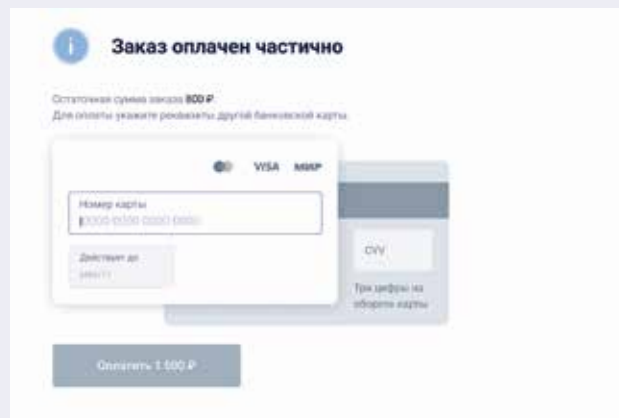 Заказ оплачен частично
Остаточная сумма заказа 800 ₽
Для оплаты укажите реквизиты другой банковской карты.
VISA МИР
Номер карты
0000 0000 0000 0000
Действует до
CVV
Три цифры на
обороте карты
Оплатить 1 600 ₽